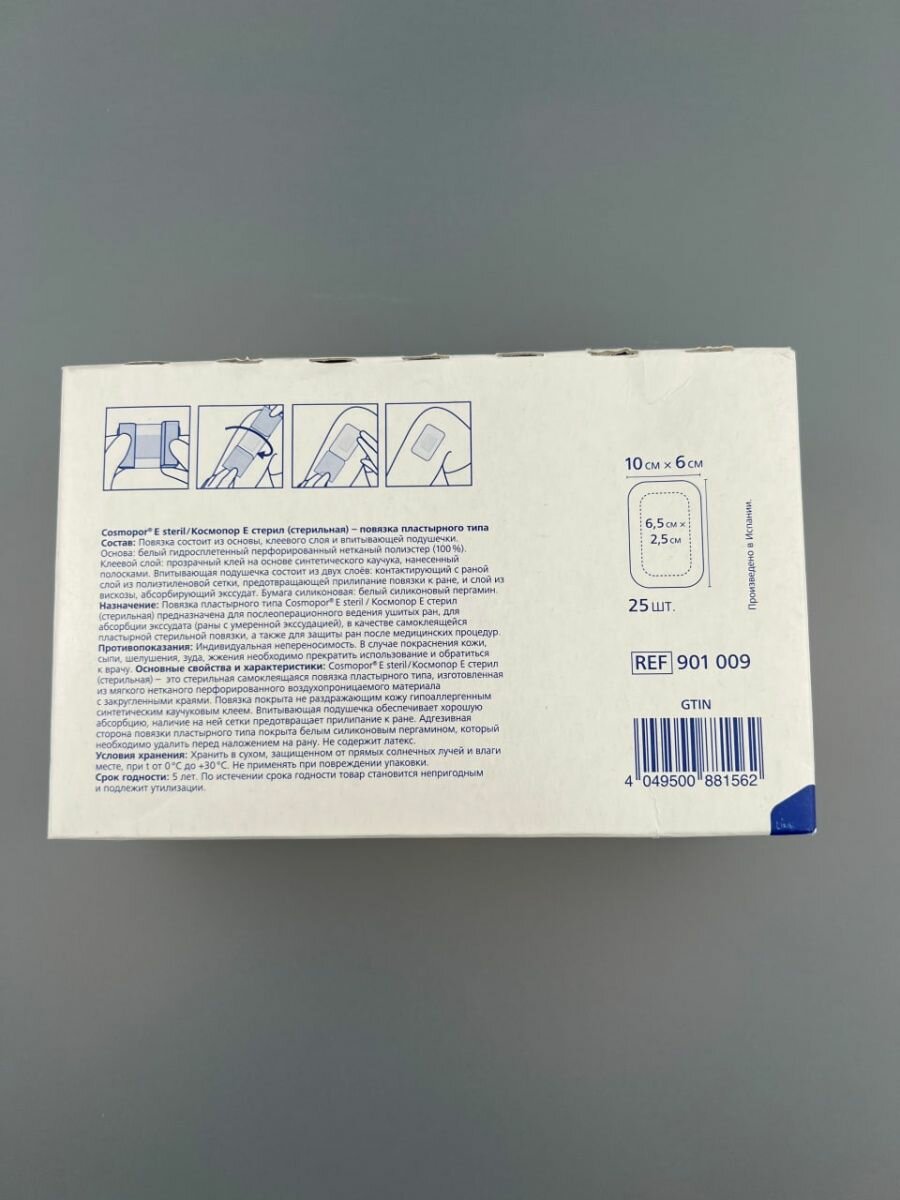 Cosmopor® E steril/Космопор Е стерил (стерильная) – повязка пластырного типа
Состав: Повязка состоит из основы, клеевого слоя и впитывающей подушечки.
Основа: белый гидросплетенный перфорированный нетканый полиэстер (100 %).
Клеевой слой: прозрачный клей на основе синтетического каучука, нанесенный
полосками. Впитывающая подушечка состоит из двух слоёв: контактирующий с раной
слой из полиэтиленовой сетки, предотвращающей прилипание повязки к ране, и слой из
вискозы, абсорбирующий экссудат. Бумага силиконовая: белый силиконовый пергамин.
Назначение: Повязка пластырного типа Cosmopor® E steril / Космопор Е стерил
(стерильная) предназначена для послеоперационного ведения ушитых ран, для
абсорбции экссудата (раны с умеренной экссудацией), в качестве самоклеящейся
пластырной стерильной повязки, а также для защиты ран после медицинских процедур.
Противопоказания: Индивидуальная непереносимость. В случае покраснения кожи,
сыпи, шелушения, зуда, жжения необходимо прекратить использование и обратиться
к врачу. Основные свойства и характеристики: Cosmopor® E steril/Космопор Е стерил
(стерильная) – это стерильная самоклеящаяся повязка пластырного типа, изготовленная
из мягкого нетканого перфорированного воздухопроницаемого материала
с закругленными краями. Повязка покрыта не раздражающим кожу гипоаллергенным
синтетическим каучуковым клеем. Впитывающая подушечка обеспечивает хорошую
абсорбцию, наличие на ней сетки предотвращает прилипание к ране. Адгезивная
сторона повязки пластырного типа покрыта белым силиконовым пергамином, который
необходимо удалить перед наложением на рану. Не содержит латекс.
Условия хранения: Хранить в сухом, защищенном от прямых солнечных лучей и влаги
месте, при t от 0°С до +30°С. Не применять при повреждении упаковки.
Срок годности: 5 лет. По истечении срока годности товар становится непригодным
и подлежит утилизации.
10 см × 6 см
6,5 см ×
2,5 см
25 шт.
Произведено в Испании.
REF 901 009
GTIN
4 049500 881562